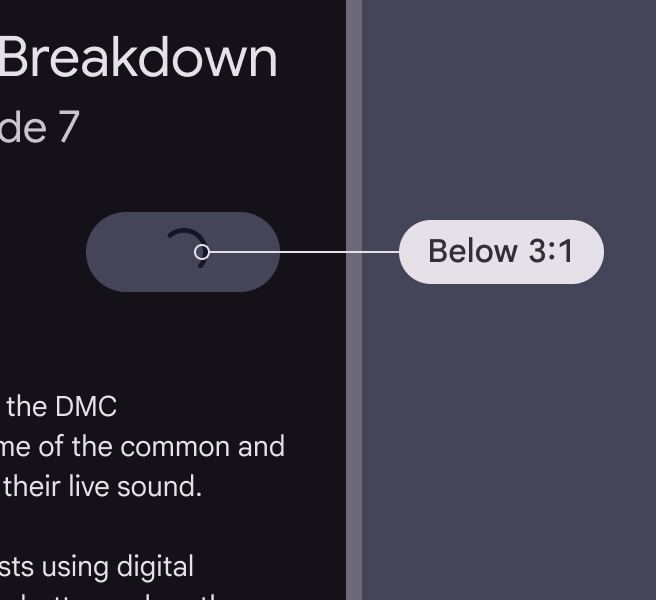 Breakdown
de 7
Below 3:1
the DMC
me of the common and
their live sound.
sts using digital